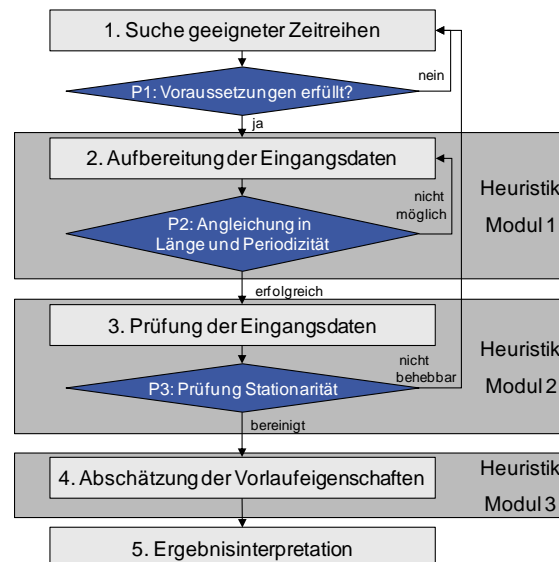 1. Suche geeigneter Zeitreihen
nein
P1: Voraussetzungen erfüllt?
ja
2. Aufbereitung der Eingangsdaten
Heuristik
Modul 1
nicht
möglich
P2: Angleichung in
Länge und Periodizität
erfolgreich
3. Prüfung der Eingangsdaten
Heuristik
Modul 2
nicht
behebbar
P3: Prüfung Stationarität
bereinigt
4. Abschätzung der Vorlaufeigenschaften
Heuristik
Modul 3
5. Ergebnisinterpretation